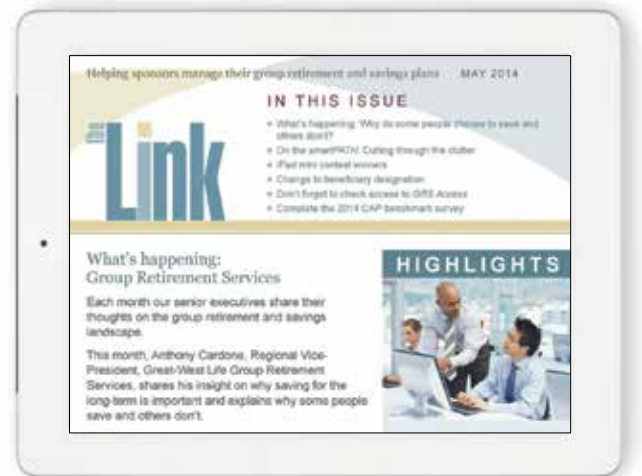 Helping sponsors manage their group retirement and savings plans MAY 2014
IN THIS ISSUE
What's happening: Why do some people choose to save and
others don't?
On the smartPATH: Cutting through the clutter
iPad mini contest winners
Change to beneficiary designation
Don't forget to check access to GRS Access
Complete the 2014 CAP benchmark survey
the Link
What's happening:
Group Retirement Services
Each month our senior executives share their
thoughts on the group retirement and savings
landscape.
This month, Anthony Cardone, Regional Vice-
President, Great-West Life Group Retirement
Services, shares his insight on why saving for the
long-term is important and explains why some people
save and others don't.
HIGHLIGHTS